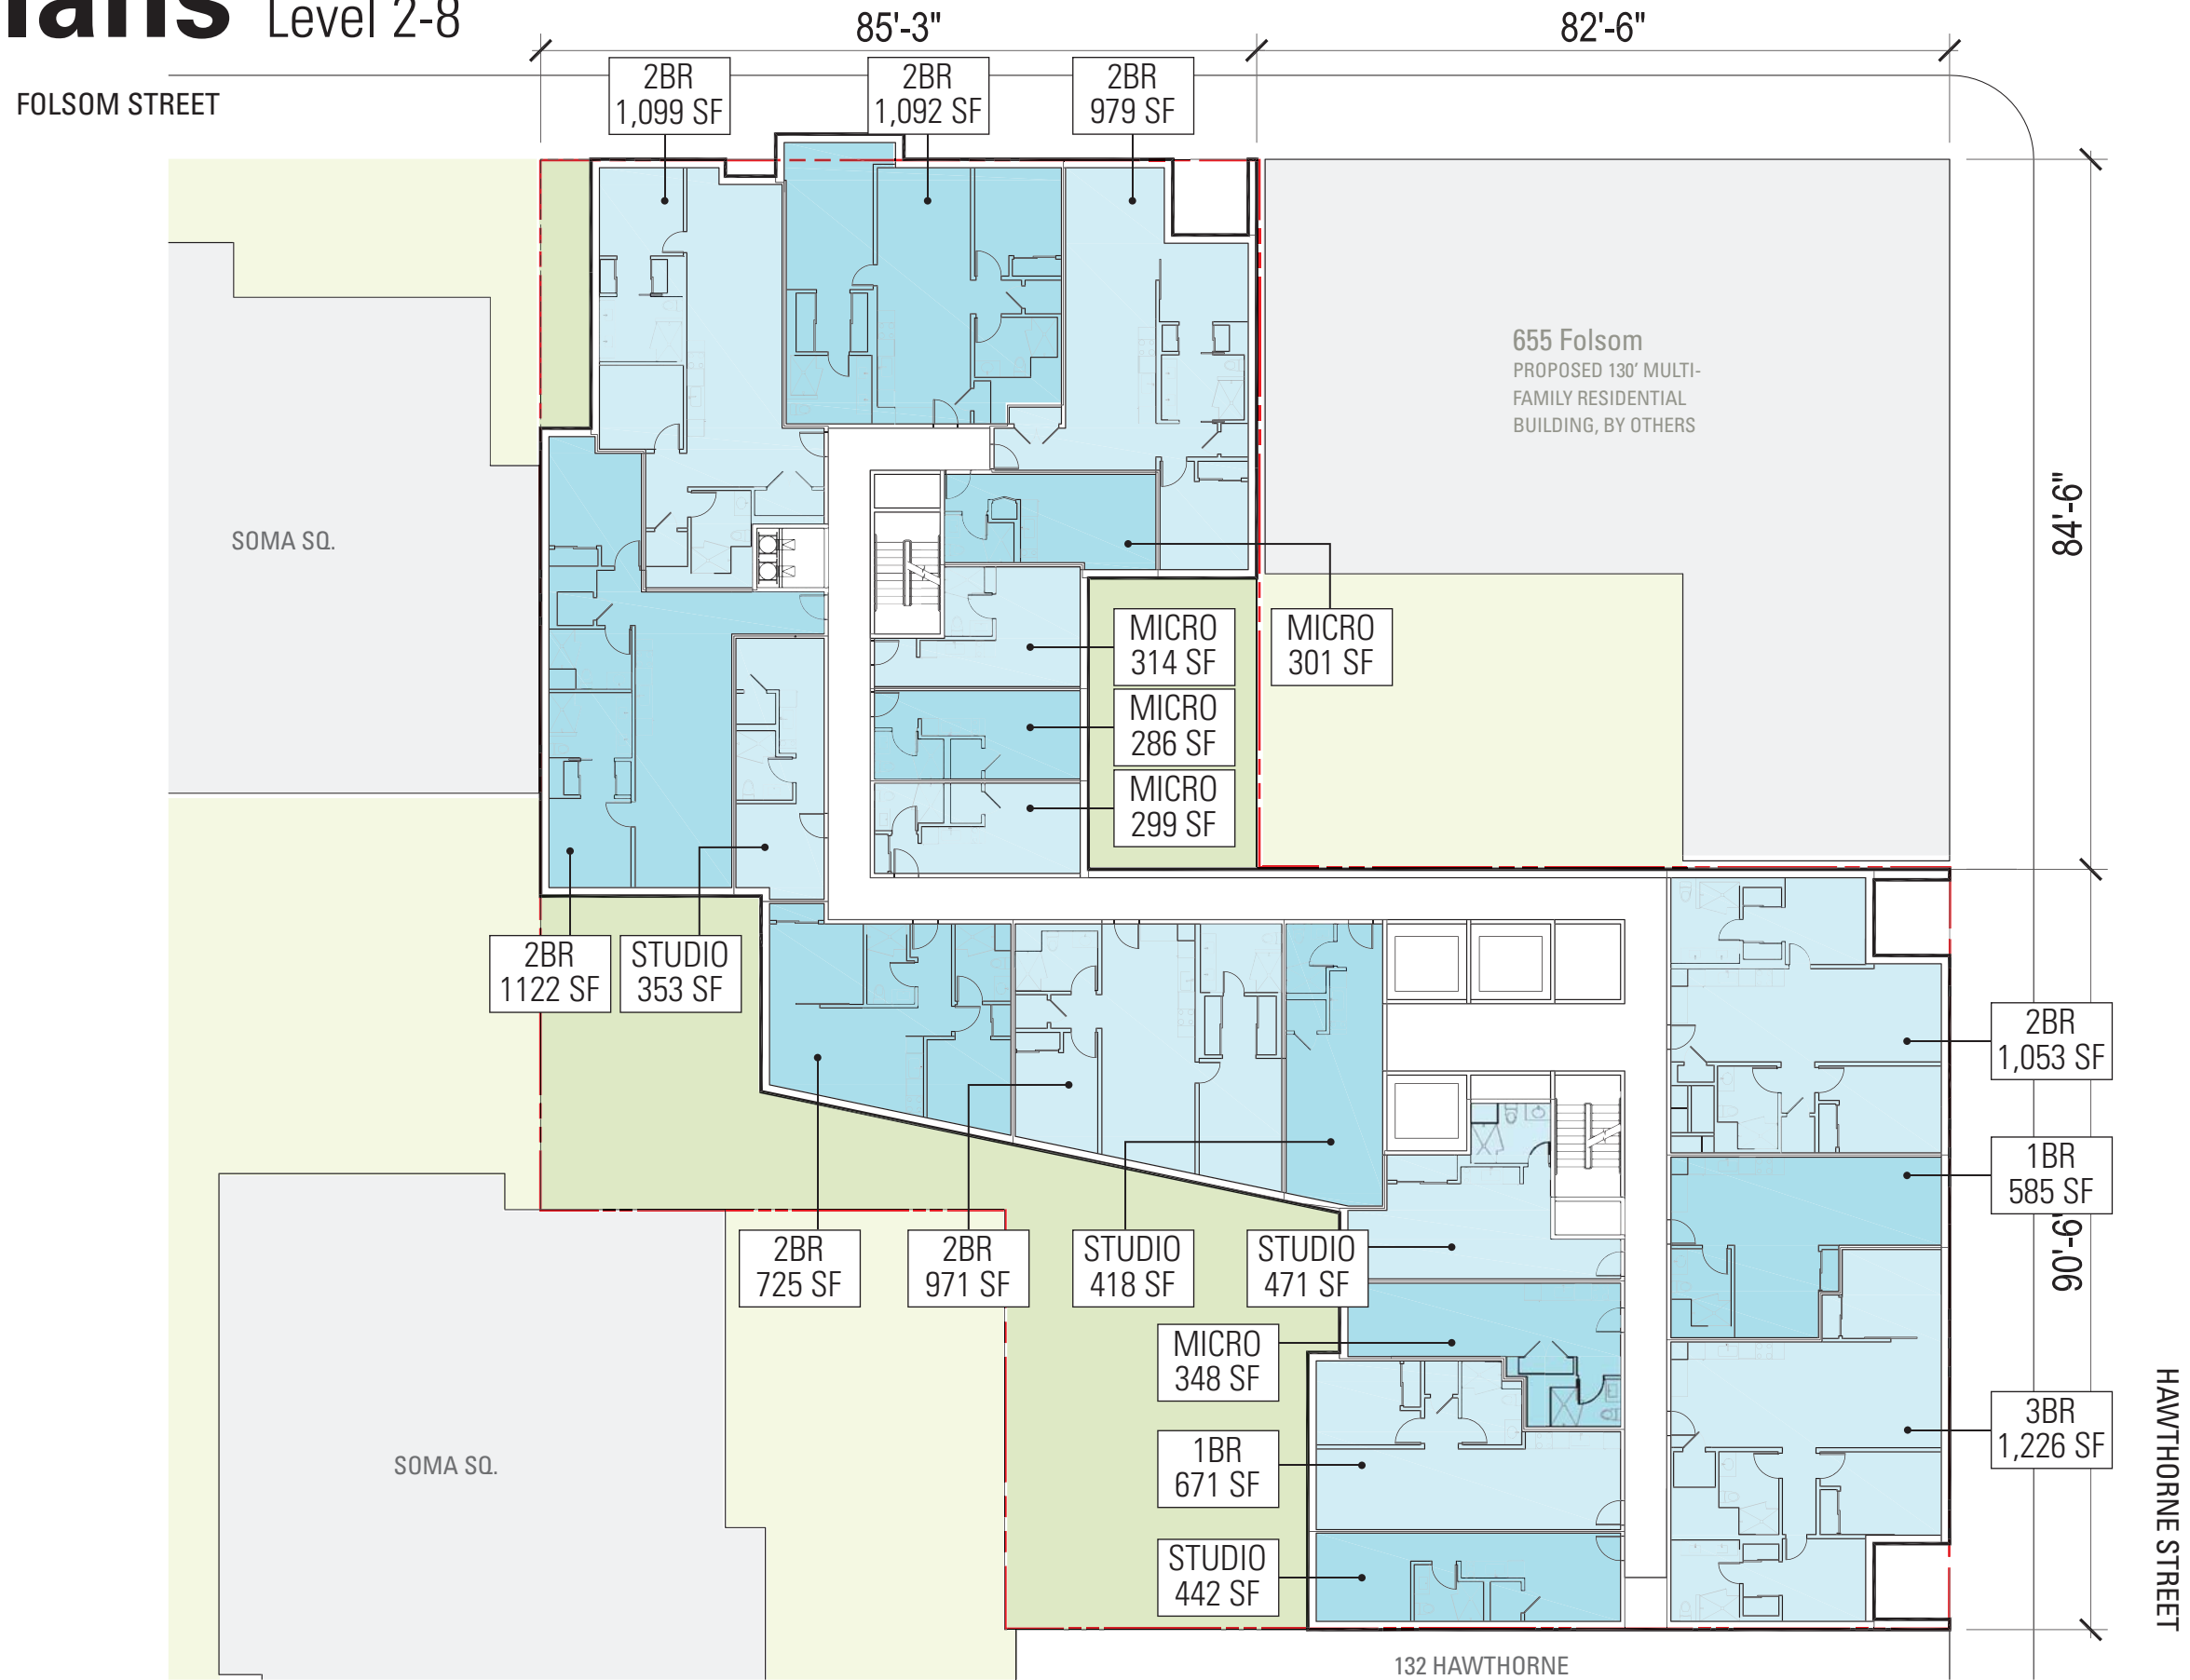 lans Level 2-8
85'-3"
82'-6"
FOLSOM STREET
2BR
1,099 SF
2BR
1,092 SF
2BR
979 SF
655 Folsom
PROPOSED 130' MULTI-
FAMILY RESIDENTIAL
BUILDING, BY OTHERS
84'-6"
SOMA SQ.
MICRO
314 SF
MICRO
301 SF
MICRO
286 SF
MICRO
299 SF
2BR
1122 SF
STUDIO
353 SF
2BR
1,053 SF
1BR
585 SF
90'-9"
2BR
725 SF
2BR
971 SF
STUDIO
418 SF
STUDIO
471 SF
MICRO
348 SF
3BR
1,226 SF
1BR
671 SF
SOMA SQ.
STUDIO
442 SF
HAWTHORNE STREET
132 HAWTHORNE